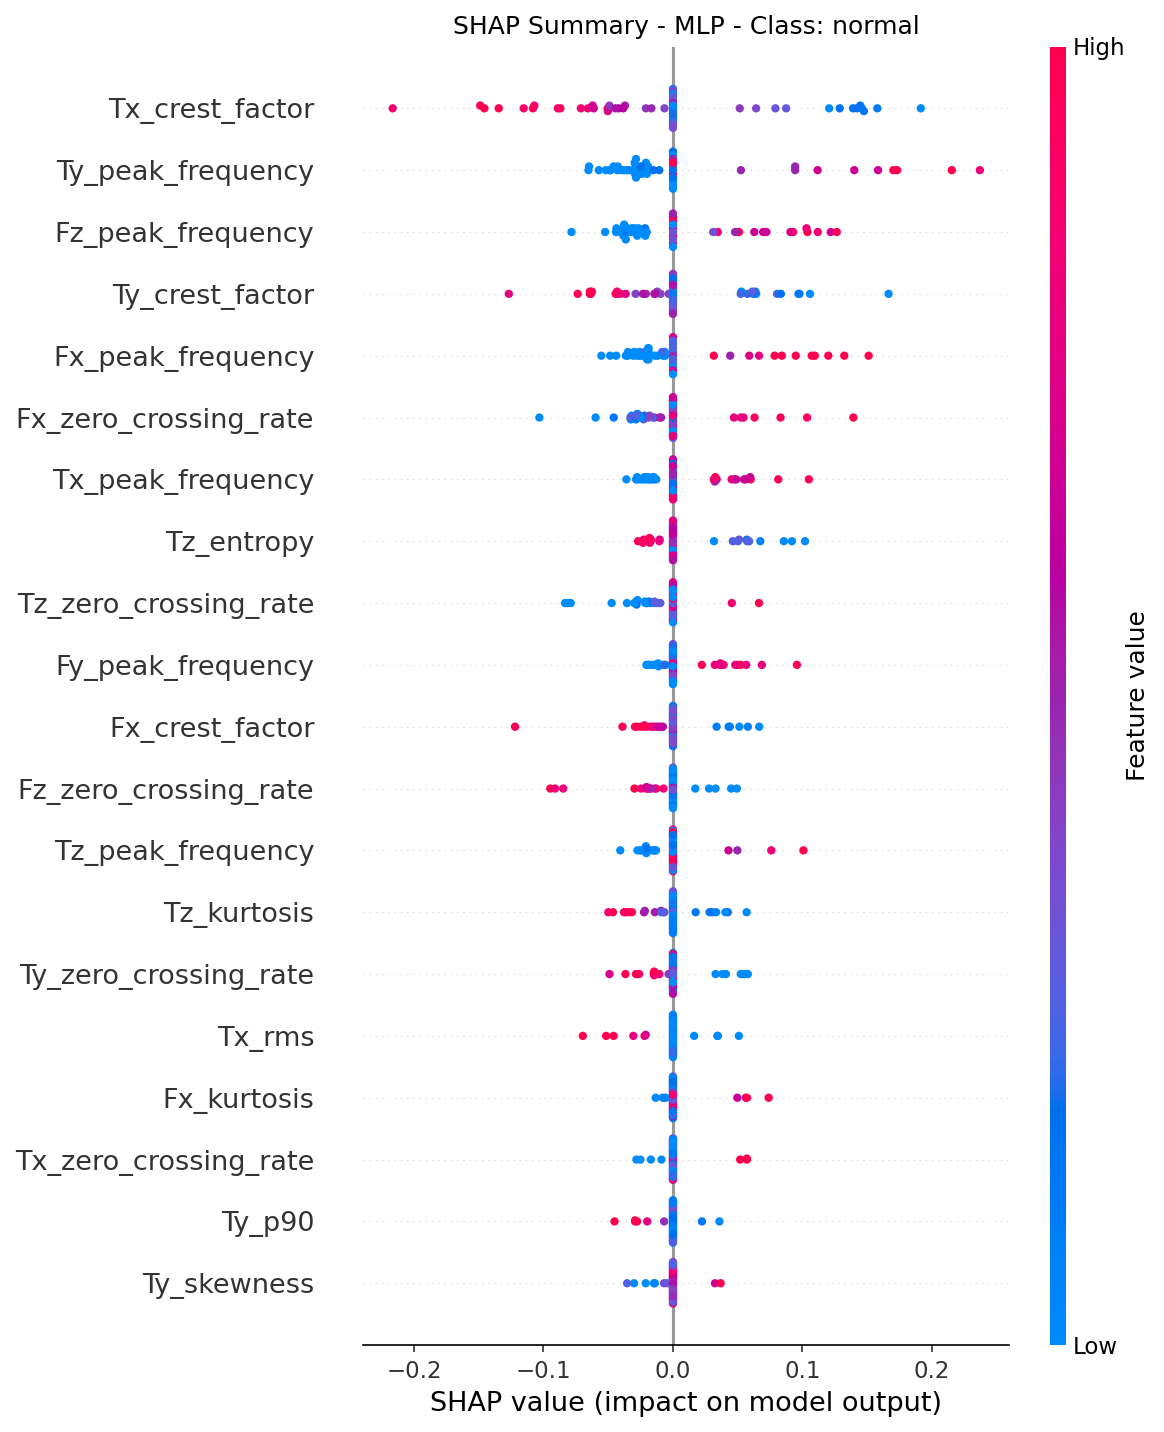 SHAP Summary - MLP - Class: normal
High
Tx_crest_factor
Ty_peak_frequency
Fz_peak_frequency
Ty_crest_factor
Fx_peak_frequency
Fx_zero_crossing_rate
Tx_peak_frequency
Tz_entropy
Tz_zero_crossing_rate
Fy_peak_frequency
Fx_crest_factor
Fz_zero_crossing_rate
Tz_peak_frequency
Tz_kurtosis
Ty_zero_crossing_rate
Tx_rms
Fx_kurtosis
Tx_zero_crossing_rate
Ty_p90
Ty_skewness
Feature value
Low
−0.2 −0.1 0.0 0.1 0.2
SHAP value (impact on model output)